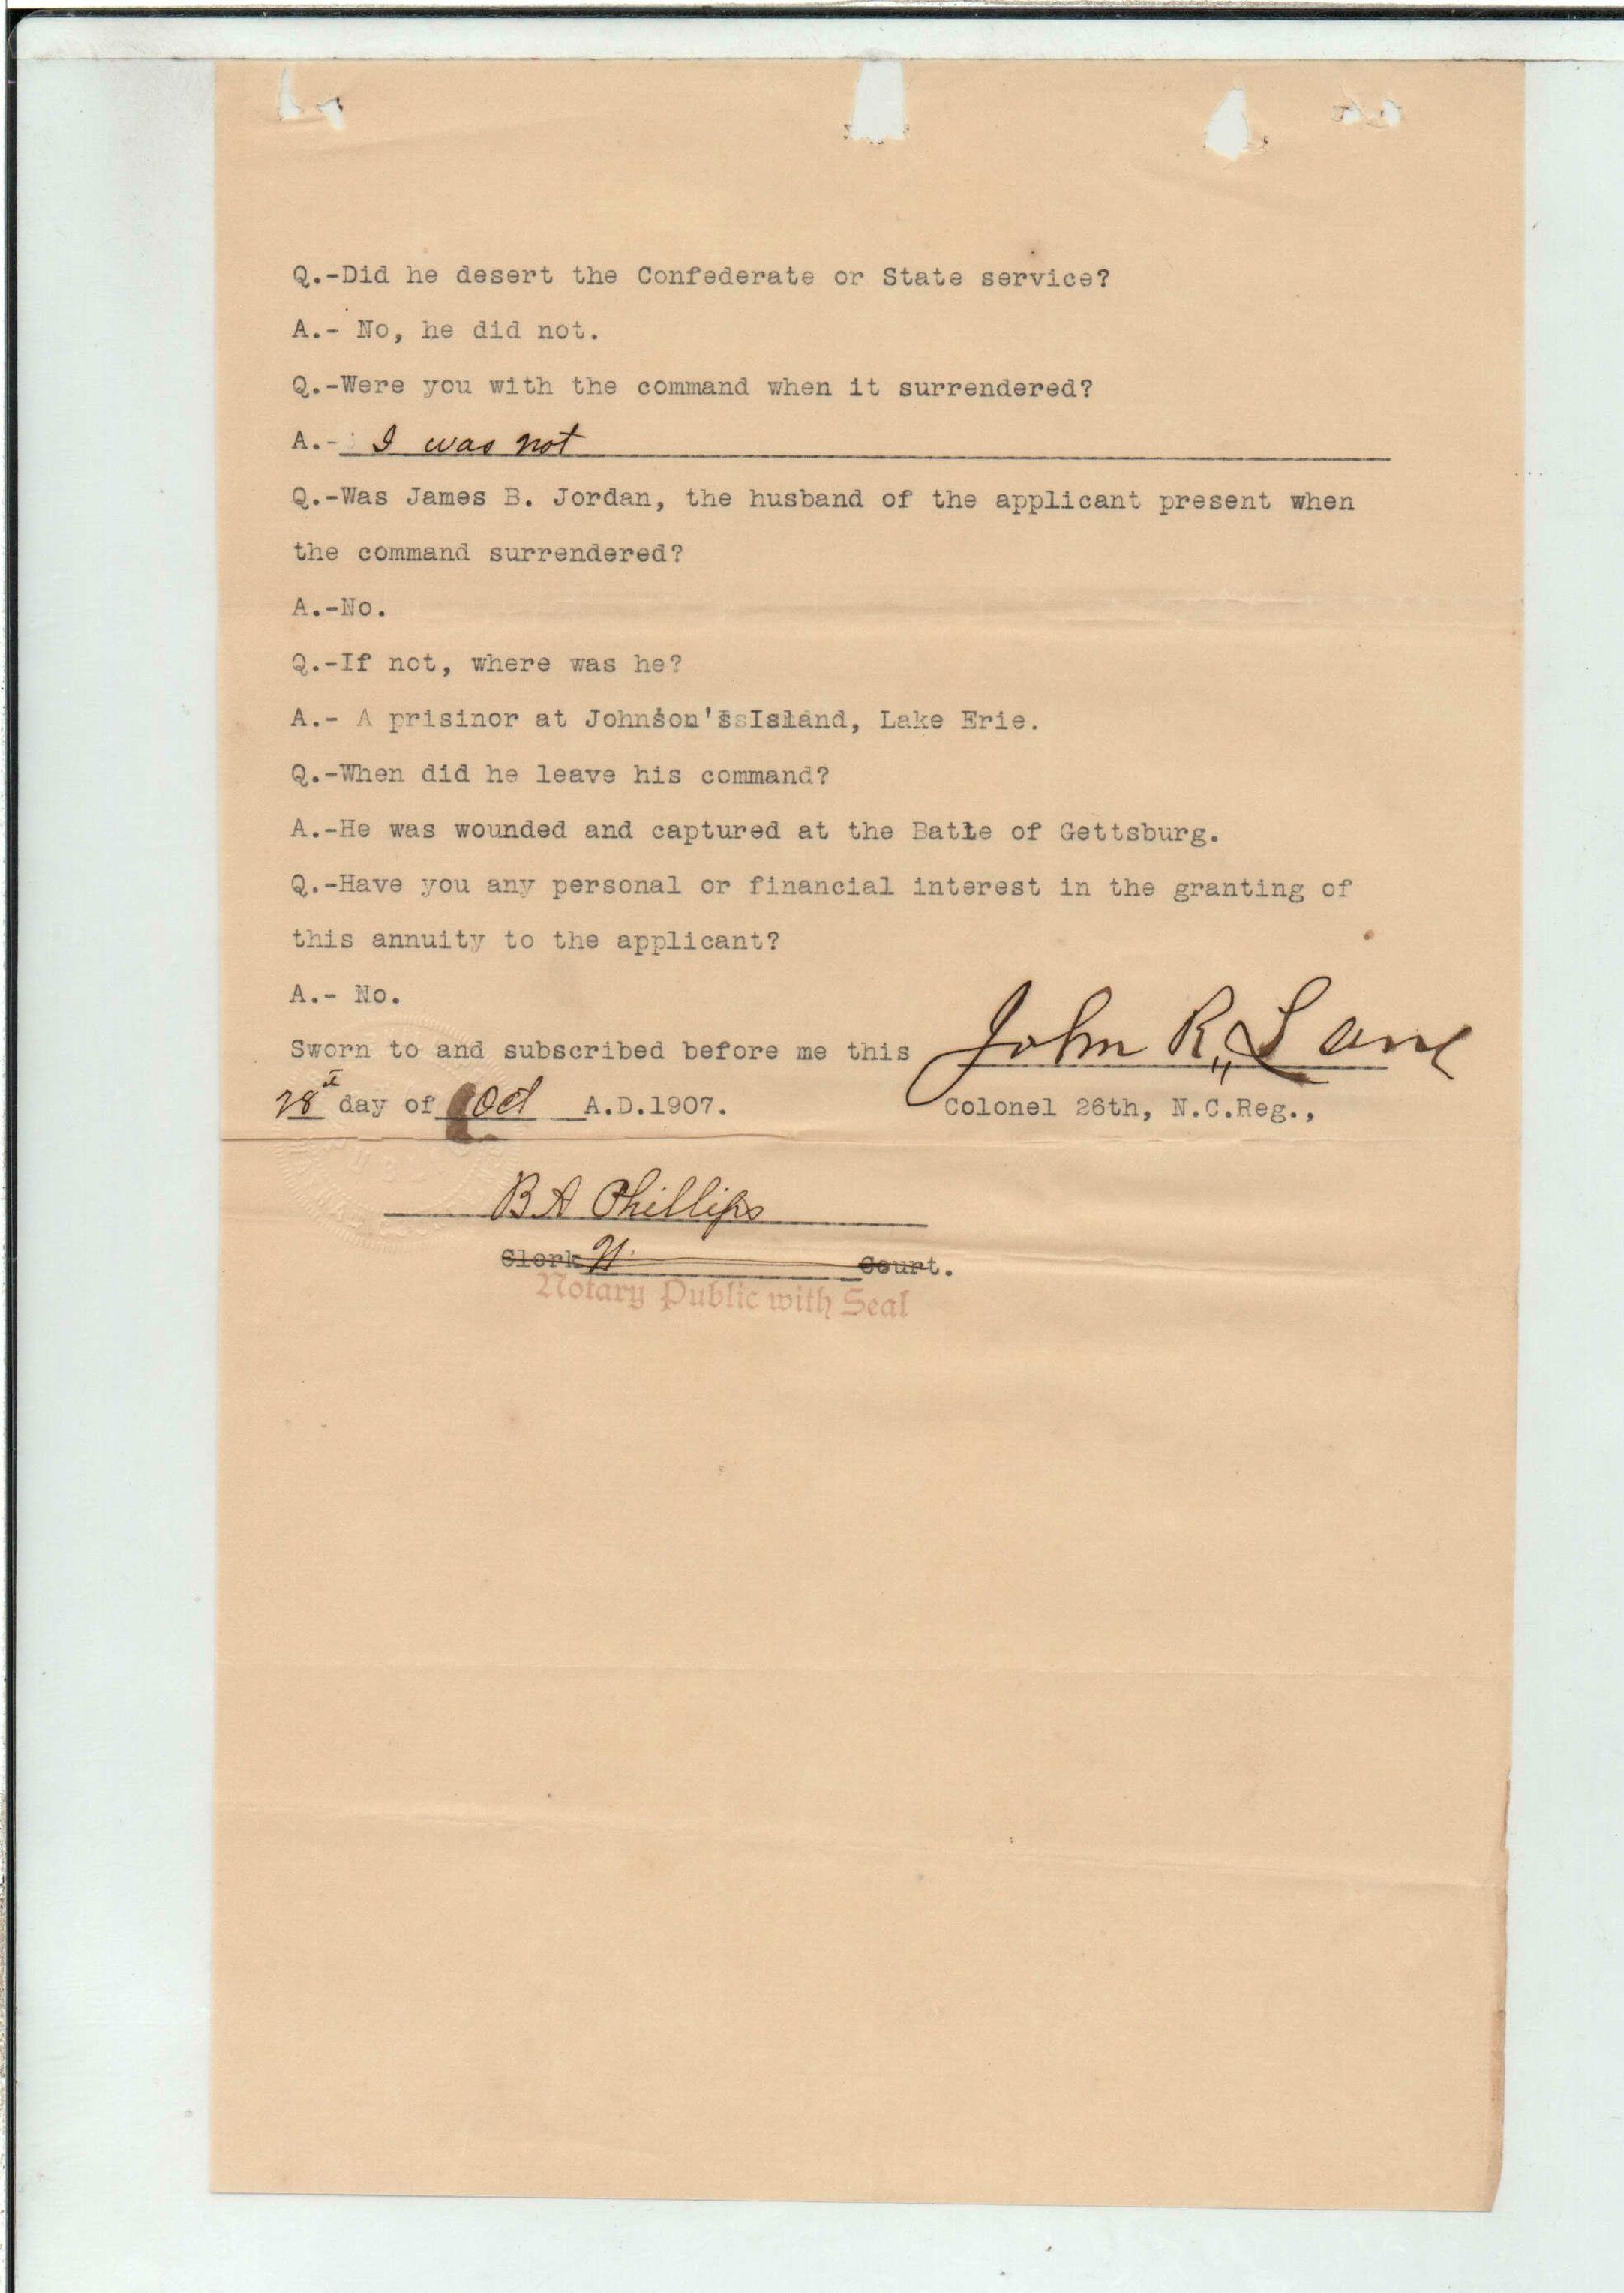 Q.-Did he desert the Confederate or State service?
A.- No, he did not.
Q.-Were you with the command when it surrendered?
A.- I was not
Q.-Was James B. Jordan, the husband of the applicant present when
the command surrendered?
A.-No.
Q.-If not, where was he?
A.- A prisinor at Johnson'ssIsland, Lake Erie.
Q.-When did he leave his command?
A.-He was wounded and captured at the Batle of Gettsburg.
Q.-Have you any personal or financial interest in the granting of
this annuity to the applicant?
A.- No.
Sworn to and subscribed before me this John R. Lane
28 day of Oct A.D.1907. Colonel 26th, N.C.Reg.,
B A Phillips
Clerk Court.
Notary Public with Seal